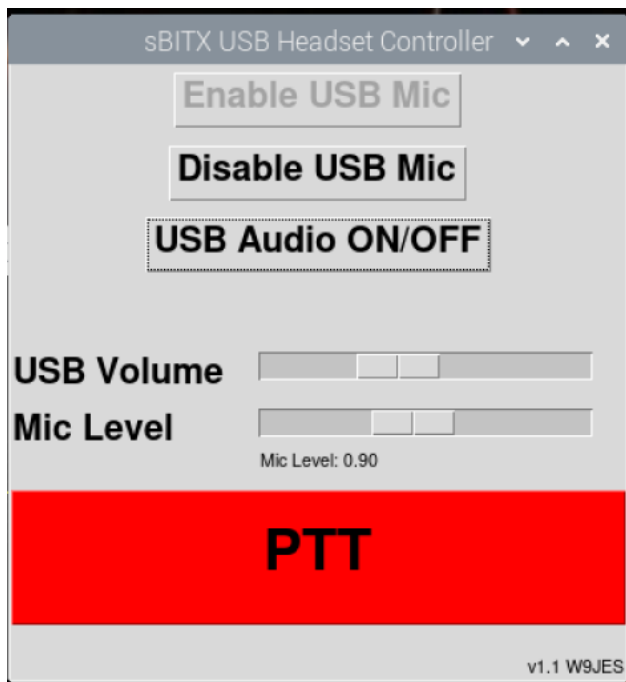 sBITX USB Headset Controller
Enable USB Mic
Disable USB Mic
USB Audio ON/OFF
USB Volume
Mic Level
Mic Level: 0.90
PTT
v1.1 W9JES